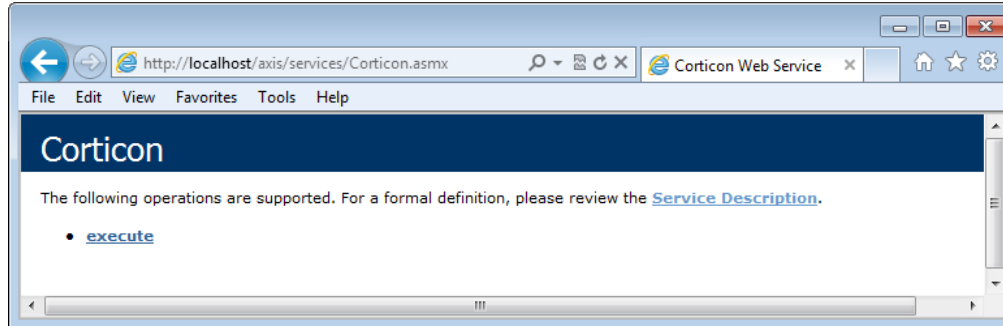 http://localhost/axis/services/Corticon.asmx
Corticon Web Service
File Edit View Favorites Tools Help
Corticon
The following operations are supported. For a formal definition, please review the Service Description.
• execute